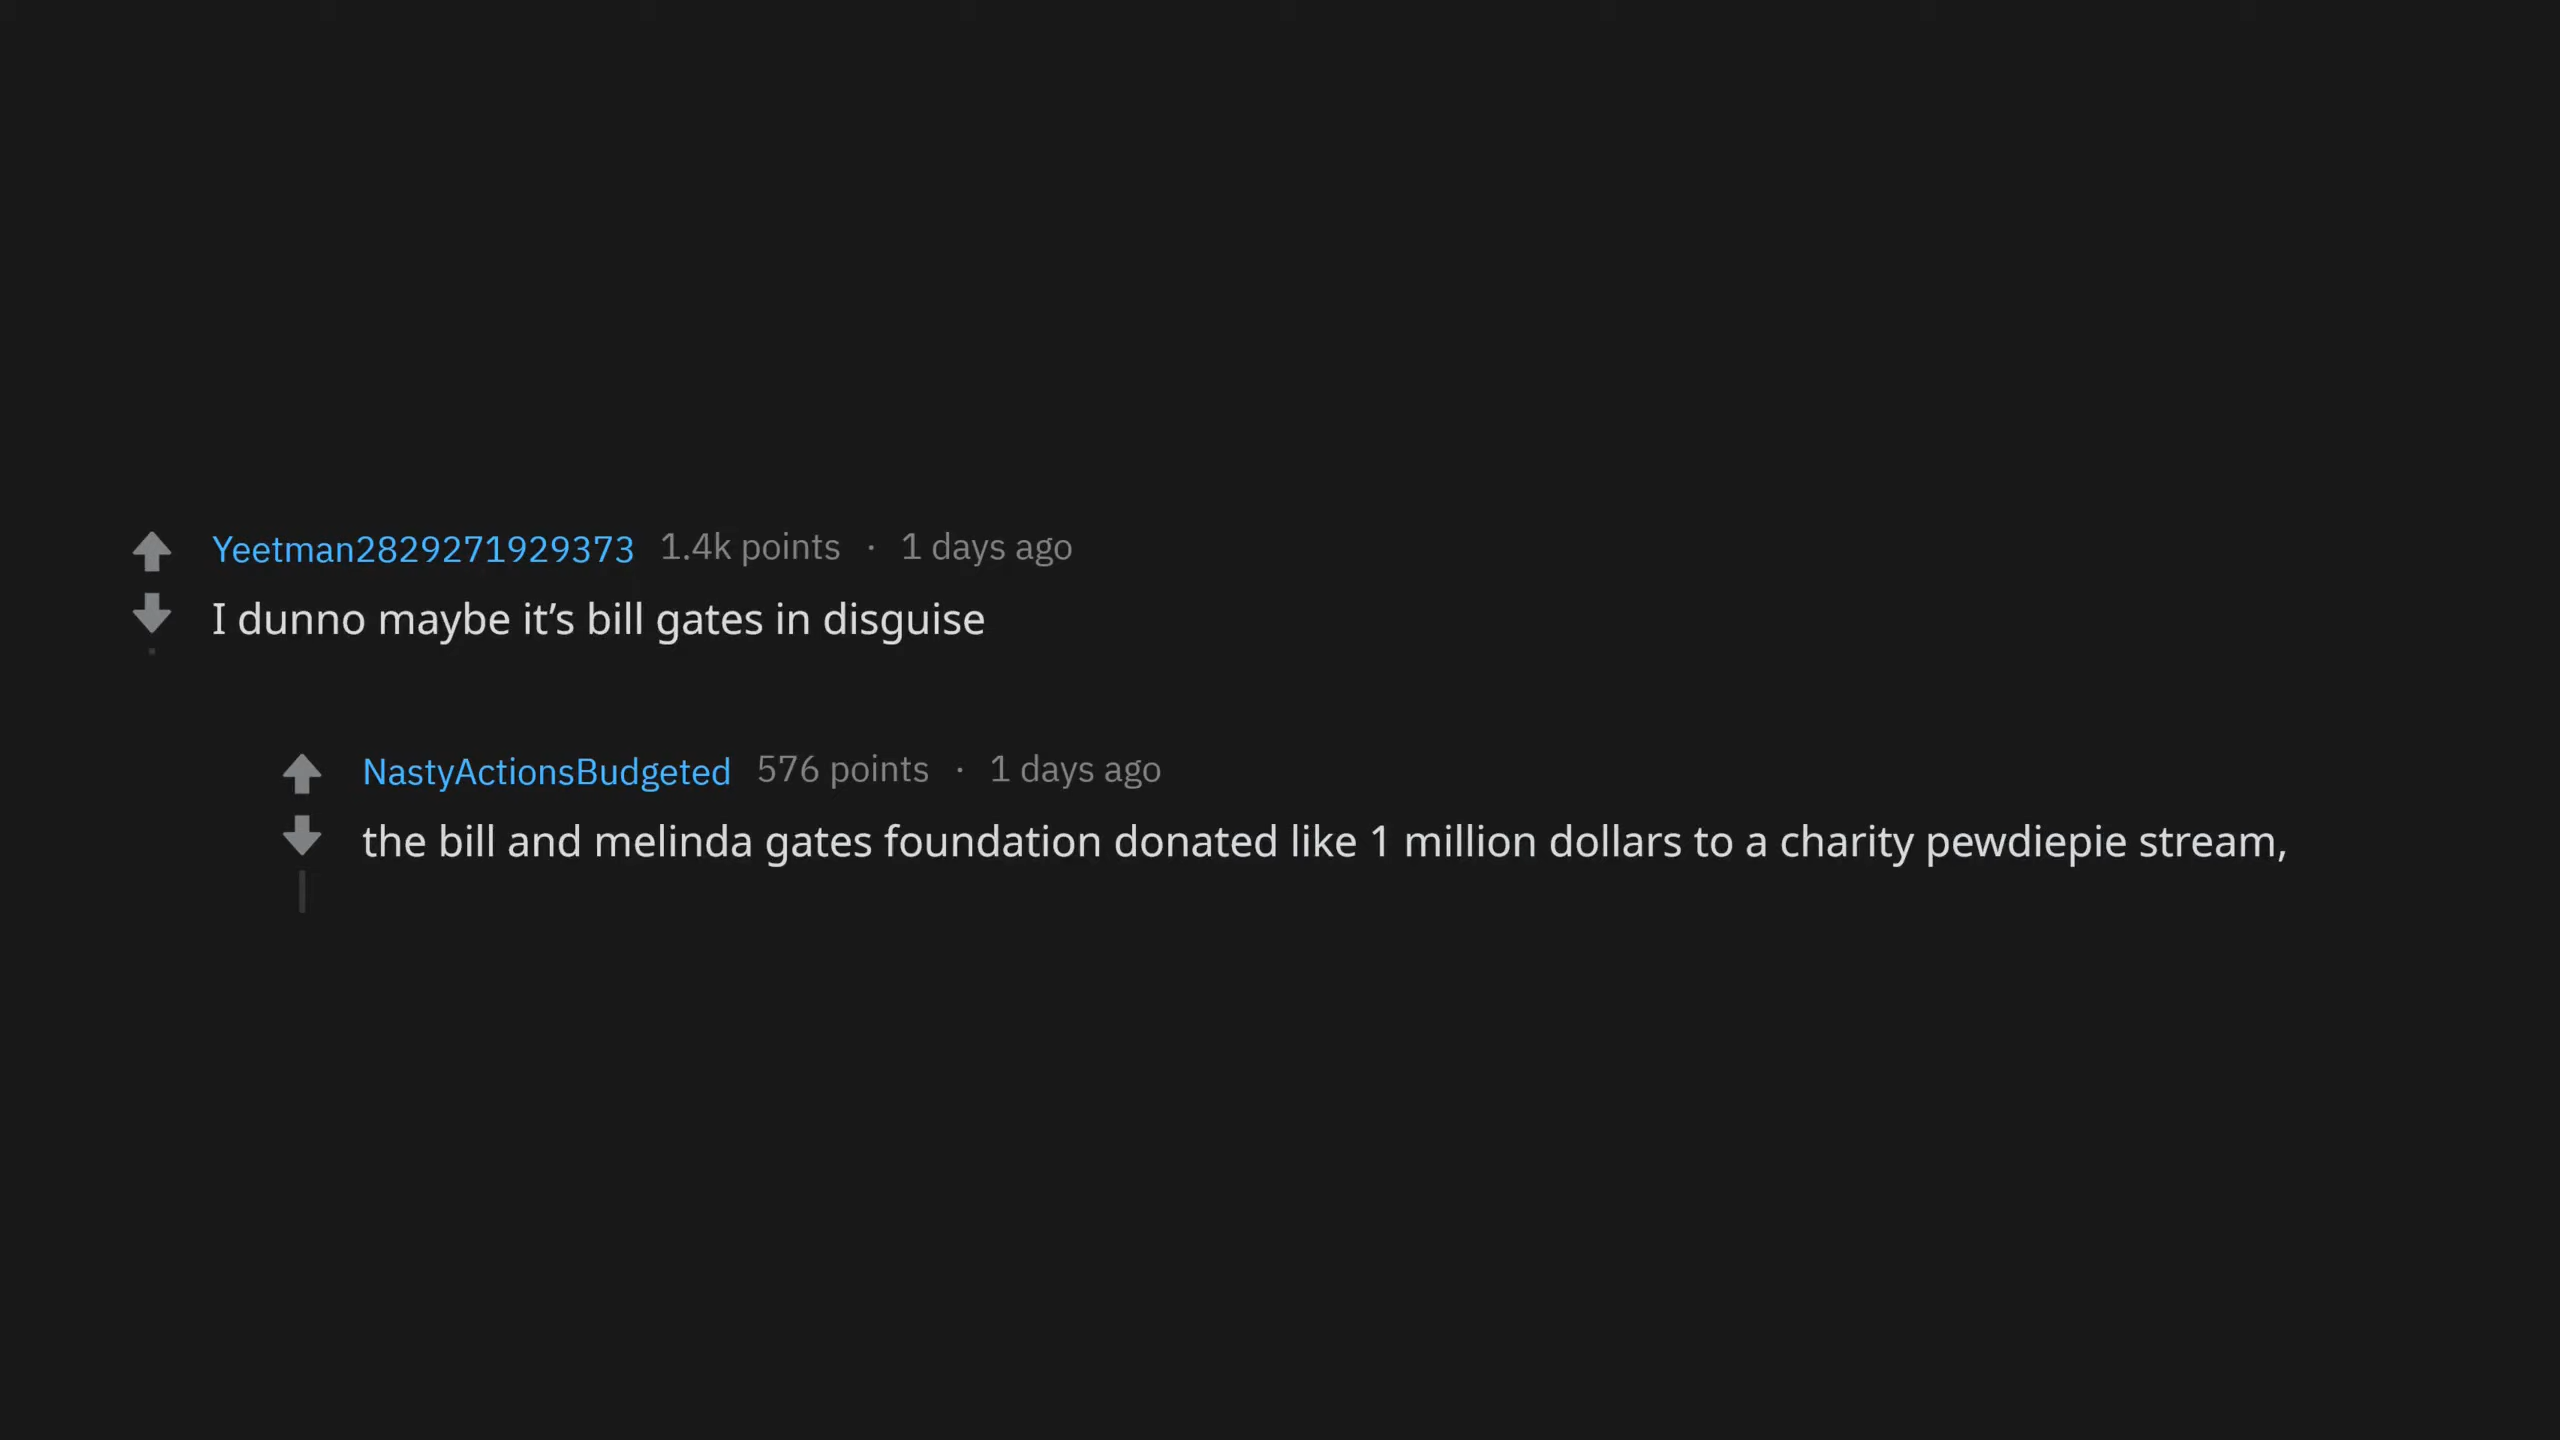 Yeetman2829271929373 1.4k points · 1 days ago
I dunno maybe it’s bill gates in disguise
NastyActionsBudgeted 576 points · 1 days ago
the bill and melinda gates foundation donated like 1 million dollars to a charity pewdiepie stream,